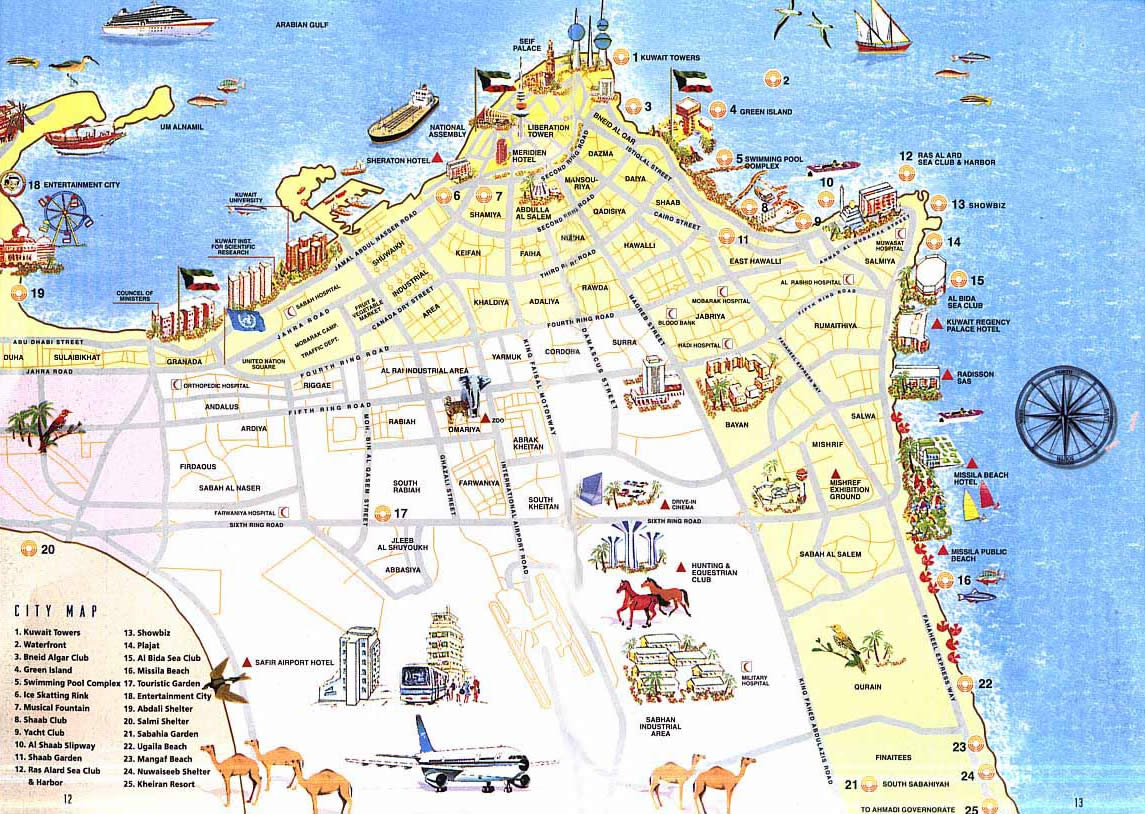 ARABIAN GULF
SEIF
PALACE
1 KUWAIT TOWERS
2
3
4 GREEN ISLAND
UM ALNAMIL
NATIONAL
ASSEMBLY
LIBERATION
TOWER
BNEID AL QAR
SHERATON HOTEL
MERIDIEN
HOTEL
SECOND RING ROAD
DAZMA
ISTIQLAL STREET
5 SWIMMING POOL
COMPLEX
12 RAS AL ARD
SEA CLUB & HARBOR
18 ENTERTAINMENT CITY
KUWAIT
UNIVERSITY
6
7
MANSOU-
RIYA
DAIYA
10
8
9
13 SHOWBIZ
SHAMIYA
ABDULLA
AL SALEM
QADISIYA
SHAAB
SECOND RING ROAD
CAIRO STREET
11
AHMAD AL MUBARAK STREET
14
KUWAIT INST.
FOR SCIENTIFIC
RESEARCH
JAMAL ABDUL NASSER ROAD
SHUWAIKH
KEIFAN
FAIHA
NUZHA
HAWALLI
EAST HAWALLI
MUWASAT
HOSPITAL
SALMIYA
THIRD RING ROAD
19
COUNCEL OF
MINISTERS
SABAH HOSPITAL
INDUSTRIAL
AREA
FRUIT &
VEGETABLE
MARKET
CANADA DRY STREET
KHALDIYA
ADALIYA
RAWDA
MAGREB STREET
MOBARAK HOSPITAL
AL RASHID HOSPITAL
15
AL BIDA
SEA CLUB
FIFTH RING ROAD
JAHRA ROAD
MOBARAK CAMP.
TRAFFIC DEPT.
FOURTH RING ROAD
BLOOD BANK
JABRIYA
RUMAITHIYA
KUWAIT REGENCY
PALACE HOTEL
ABU DHABI STREET
DUHA
SULAIBIKHAT
GRANADA
UNITED NATION
SQUARE
FOURTH RING ROAD
YARMUK
CORDOHA
SURRA
HADI HOSPITAL
FAHAHEEL EXPRESS WAY
JAHRA ROAD
KING FAISAL MOTORWAY
DAMASCUS STREET
ORTHOPEDIC HOSPITAL
RIGGAE
AL RAI INDUSTRIAL AREA
RADISSON
SAS
ANDALUS
FIFTH RING ROAD
ARDIYA
MOH. BIN AL QASEM STREET
RABIAH
OMARIYA
ZOO
BAYAN
SALWA
ABRAK
KHEITAN
MISHRIF
FIRDAOUS
SABAH AL NASER
GHAZALI STREET
FARWANIYA
INTERNATIONAL AIRPORT ROAD
SOUTH
RABIAH
SOUTH
KHEITAN
DRIVE-IN
CINEMA
MISHREF
EXHIBITION
GROUND
MISSILA BEACH
HOTEL
FARWANIYA HOSPITAL
17
SIXTH RING ROAD
SIXTH RING ROAD
20
JLEEB
AL SHUYOUKH
ABBASIYA
HUNTING &
EQUESTRIAN
CLUB
SABAH AL SALEM
MISSILA PUBLIC
BEACH
16
FAHAHEEL EXPRESS WAY
SAFIR AIRPORT HOTEL
MILITARY
HOSPITAL
SABHAN
INDUSTRIAL
AREA
KING FAHED ABDULAZIS ROAD
QURAIN
22
23
FINAITEES
24
21
SOUTH SABAHIYAH
TO AHMADI GOVERNORATE
25
CITY MAP
1. Kuwait Towers
2. Waterfront
3. Bneid Algar Club
4. Green Island
5. Swimming Pool Complex
6. Ice Skatting Rink
7. Musical Fountain
8. Shaab Club
9. Yacht Club
10. Al Shaab Slipway
11. Shaab Garden
12. Ras Alard Sea Club
& Harbor
13. Showbiz
14. Plajat
15. Al Bida Sea Club
16. Missila Beach
17. Touristic Garden
18. Entertainment City
19. Abdali Shelter
20. Salmi Shelter
21. Sabahia Garden
22. Ugaila Beach
23. Mangaf Beach
24. Nuwaiseeb Shelter
25. Kheiran Resort
12
13